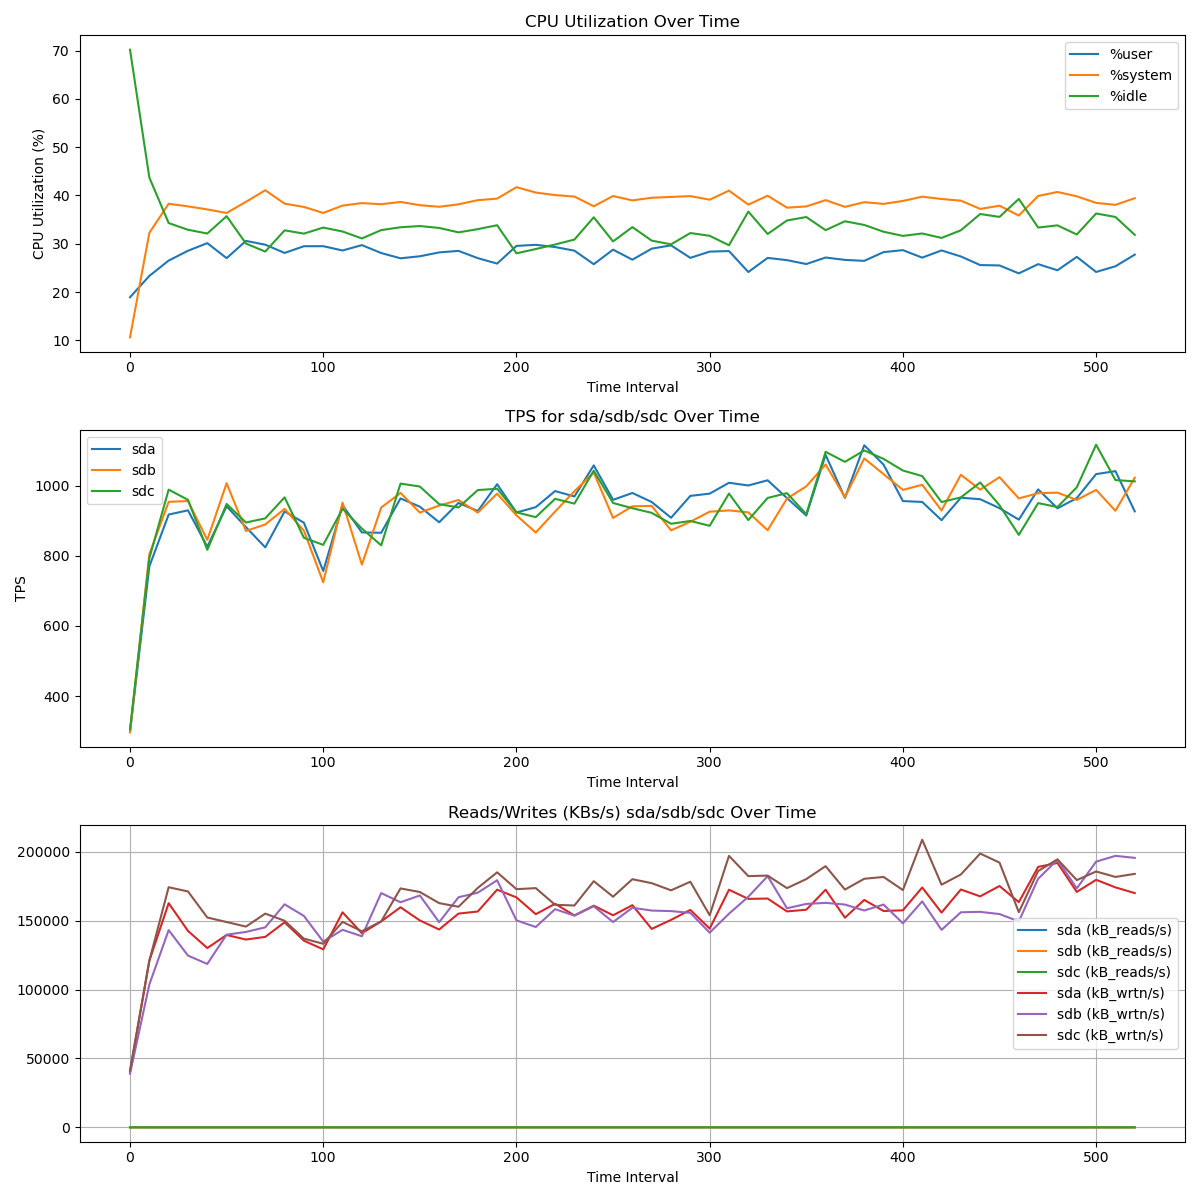 CPU Utilization Over Time
CPU Utilization (%)
70
60
50
40
30
20
10
%user
%system
%idle
0 100 200 300 400 500
Time Interval
TPS for sda/sdb/sdc Over Time
TPS
1000
800
600
400
sda
sdb
sdc
0 100 200 300 400 500
Time Interval
Reads/Writes (KBs/s) sda/sdb/sdc Over Time
200000
150000
100000
50000
0
sda (kB_reads/s)
sdb (kB_reads/s)
sdc (kB_reads/s)
sda (kB_wrtn/s)
sdb (kB_wrtn/s)
sdc (kB_wrtn/s)
0 100 200 300 400 500
Time Interval